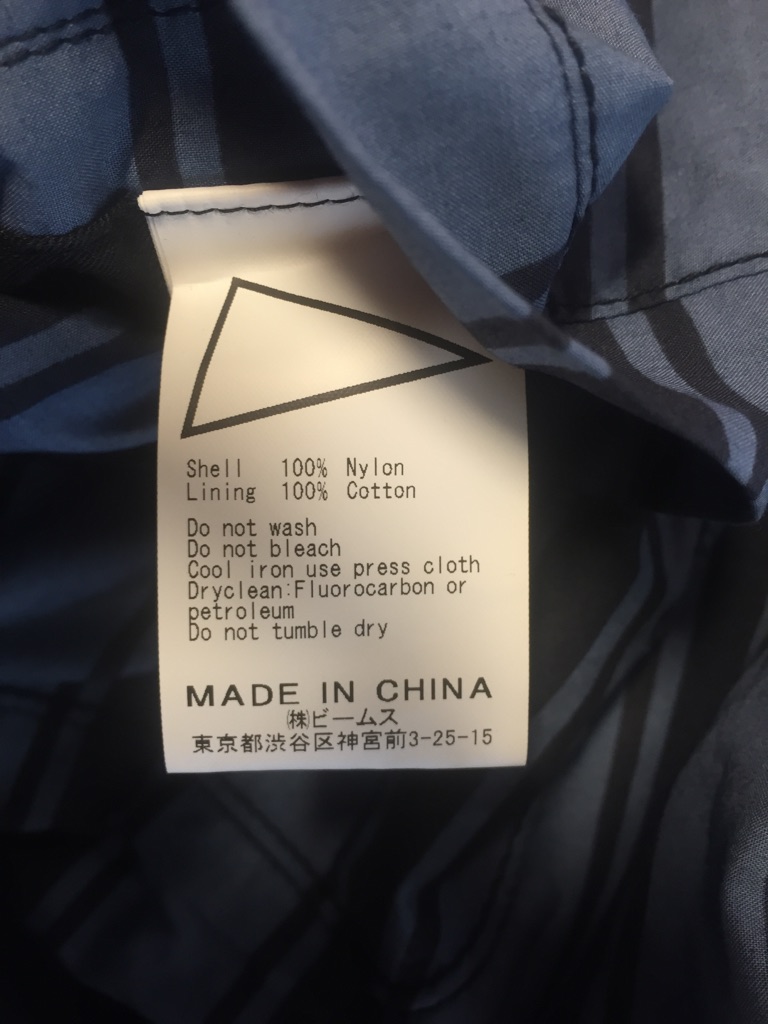 Shell 100% Nylon
Lining 100% Cotton
Do not wash
Do not bleach
Cool iron use press cloth
Dryclean:Fluorocarbon or
petroleum
Do not tumble dry
MADE IN CHINA
㈱ビームス
東京都渋谷区神宮前3-25-15